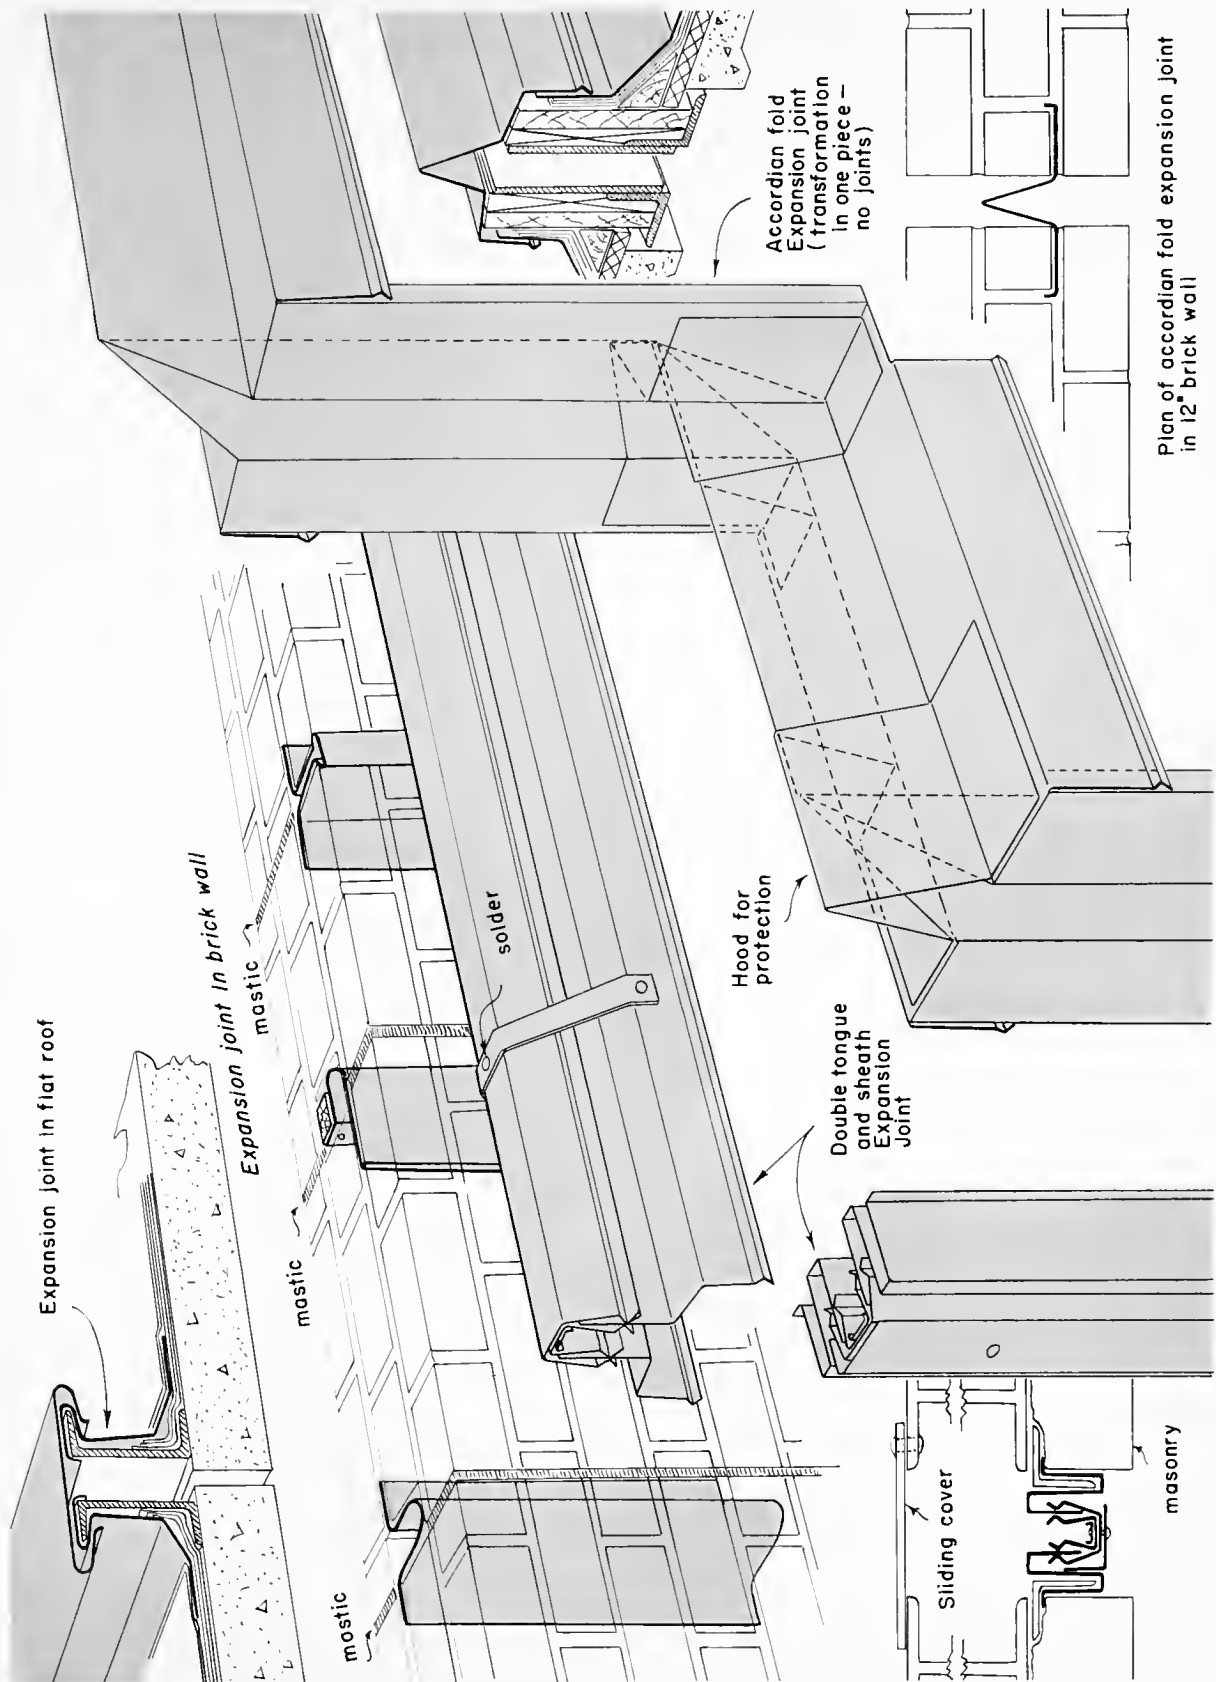 Expansion joint in flat roof
Expansion joint in brick wall
mastic
mastic
mastic
solder
Accordian fold
Expansion joint
(transformation
in one piece –
no joints)
Hood for
protection
Double tongue
and sheath
Expansion
Joint
Sliding cover
masonry
Plan of accordian fold expansion joint
in 12" brick wall